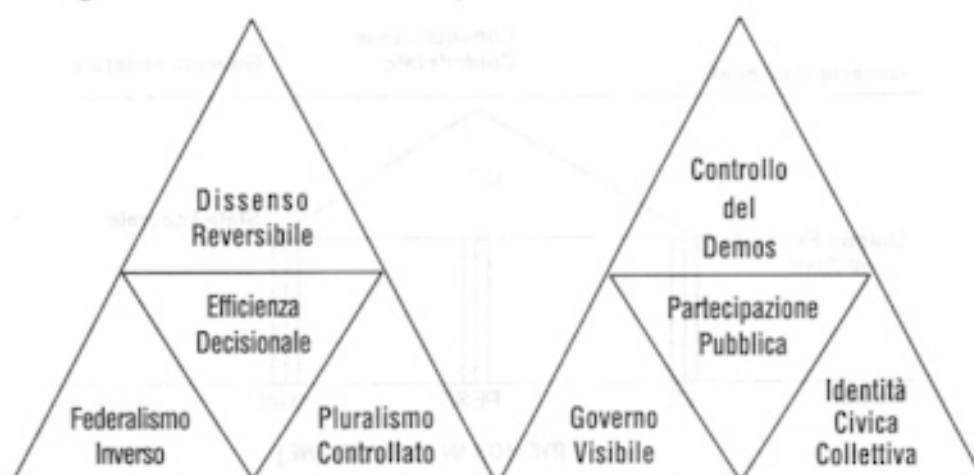 Dissenso
Reversibile
Efficienza
Decisionale
Federalismo
Inverso
Pluralismo
Controllato
Controllo
del
Demos
Partecipazione
Pubblica
Governo
Visibile
Identità
Civica
Collettiva